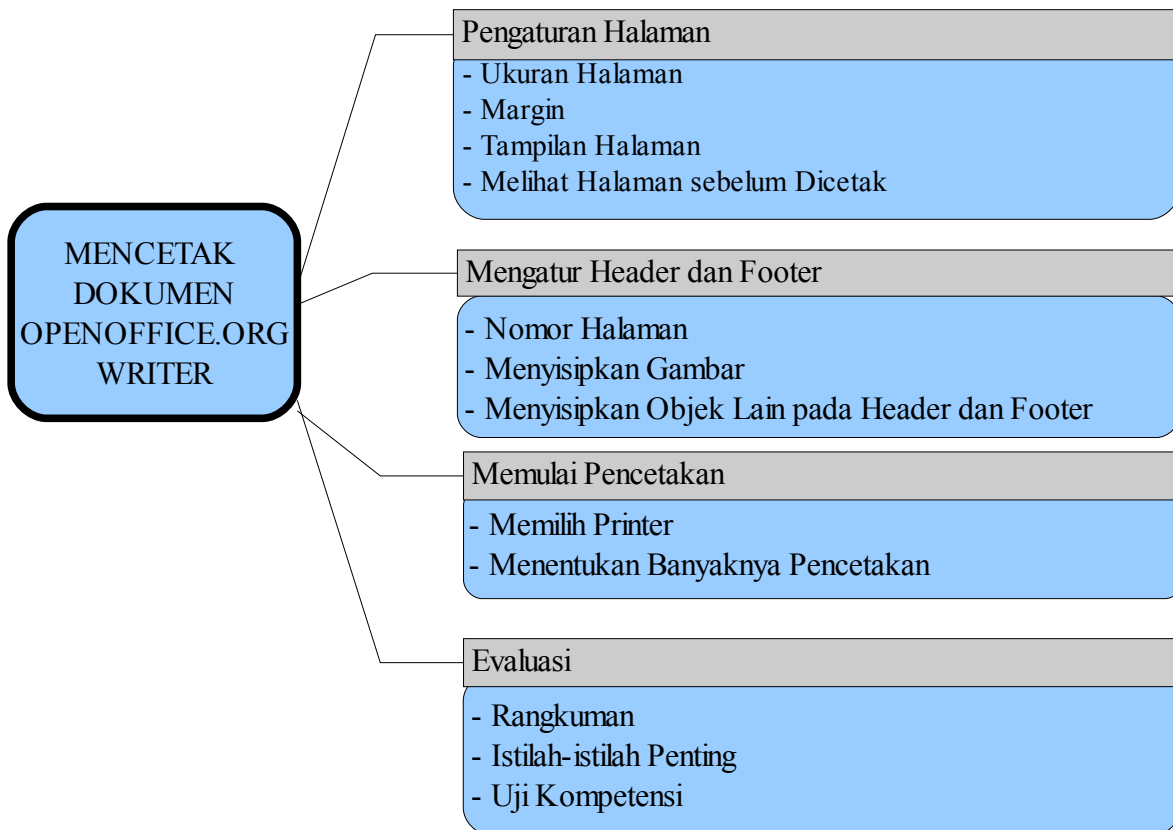 MENCETAK
DOKUMEN
OPENOFFICE.ORG
WRITER
Pengaturan Halaman
- Ukuran Halaman
- Margin
- Tampilan Halaman
- Melihat Halaman sebelum Dicetak
Mengatur Header dan Footer
- Nomor Halaman
- Menyisipkan Gambar
- Menyisipkan Objek Lain pada Header dan Footer
Memulai Pencetakan
- Memilih Printer
- Menentukan Banyaknya Pencetakan
Evaluasi
- Rangkuman
- Istilah-istilah Penting
- Uji Kompetensi